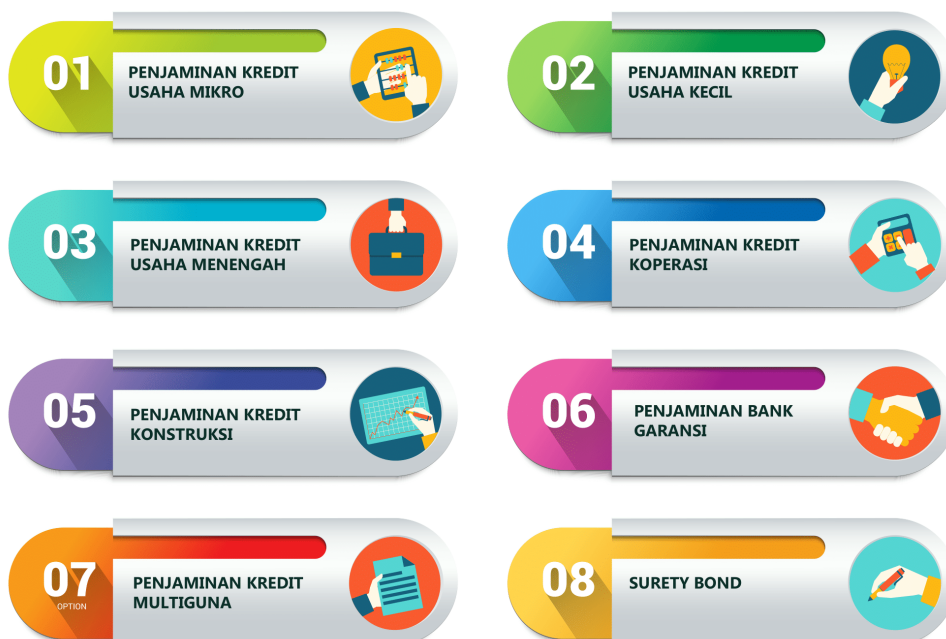 01
PENJAMINAN KREDIT
USAHA MIKRO
02
PENJAMINAN KREDIT
USAHA KECIL
03
PENJAMINAN KREDIT
USAHA MENENGAH
04
PENJAMINAN KREDIT
KOPERASI
05
PENJAMINAN KREDIT
KONSTRUKSI
06
PENJAMINAN BANK
GARANSI
07
OPTION
PENJAMINAN KREDIT
MULTIGUNA
08
SURETY BOND